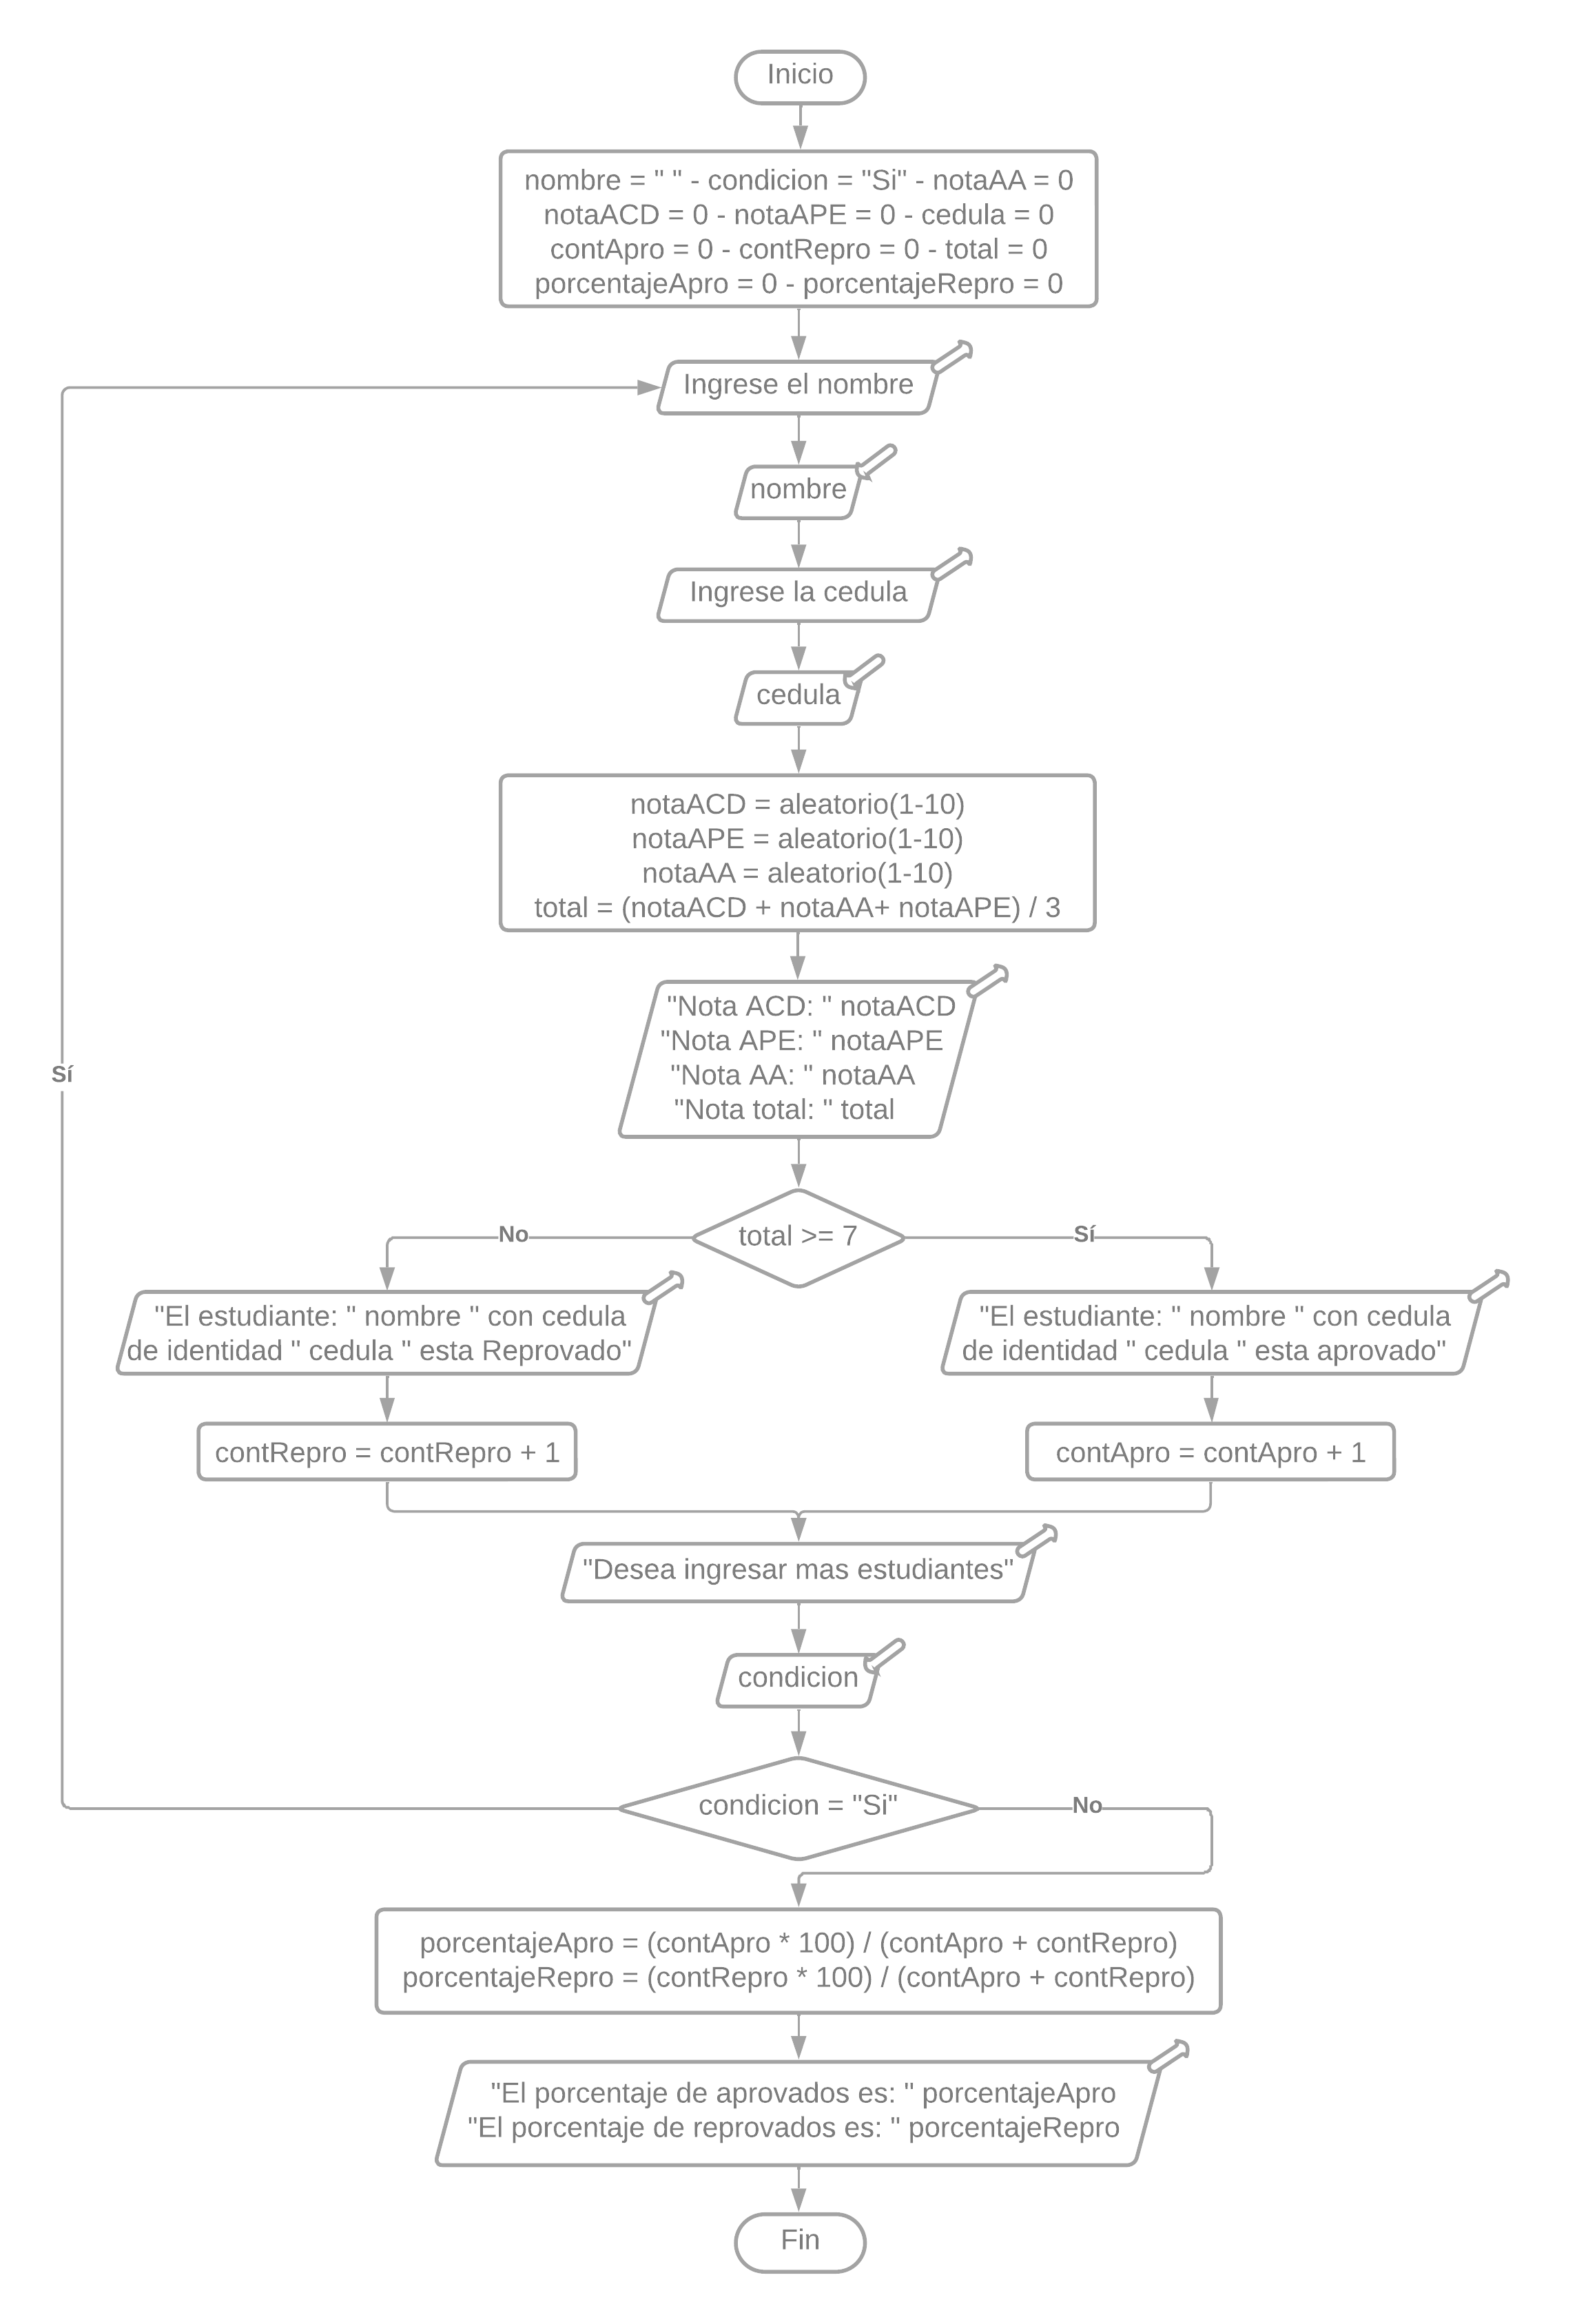 Inicio
nombre = " " - condicion = "Si" - notaAA = 0
notaACD = 0 - notaAPE = 0 - cedula = 0
contApro = 0 - contRepro = 0 - total = 0
porcentajeApro = 0 - porcentajeRepro = 0
Ingrese el nombre
nombre
Ingrese la cedula
cedula
notaACD = aleatorio(1-10)
notaAPE = aleatorio(1-10)
notaAA = aleatorio(1-10)
total = (notaACD + notaAA+ notaAPE) / 3
"Nota ACD: " notaACD
"Nota APE: " notaAPE
"Nota AA: " notaAA
"Nota total: " total
Sí
total >= 7
No
Sí
"El estudiante: " nombre " con cedula
de identidad " cedula " esta Reprovado"
"El estudiante: " nombre " con cedula
de identidad " cedula " esta aprovado"
contRepro = contRepro + 1
contApro = contApro + 1
"Desea ingresar mas estudiantes"
condicion
condicion = "Si"
No
porcentajeApro = (contApro * 100) / (contApro + contRepro)
porcentajeRepro = (contRepro * 100) / (contApro + contRepro)
"El porcentaje de aprovados es: " porcentajeApro
"El porcentaje de reprovados es: " porcentajeRepro
Fin